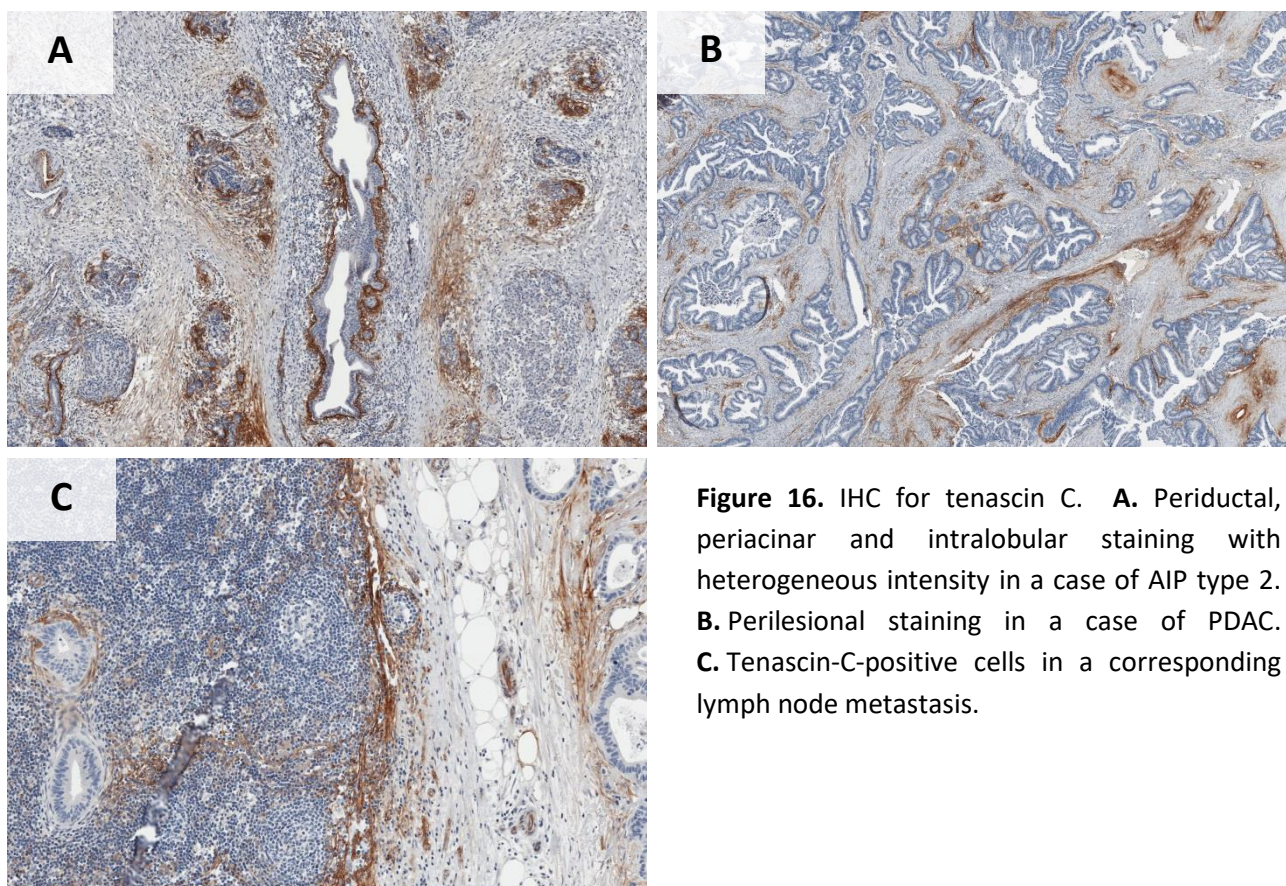 A
B
C
Figure 16. IHC for tenascin C. A. Periductal,
periacinar and intralobular staining with
heterogeneous intensity in a case of AIP type 2.
B. Perilesional staining in a case of PDAC.
C. Tenascin-C-positive cells in a corresponding
lymph node metastasis.